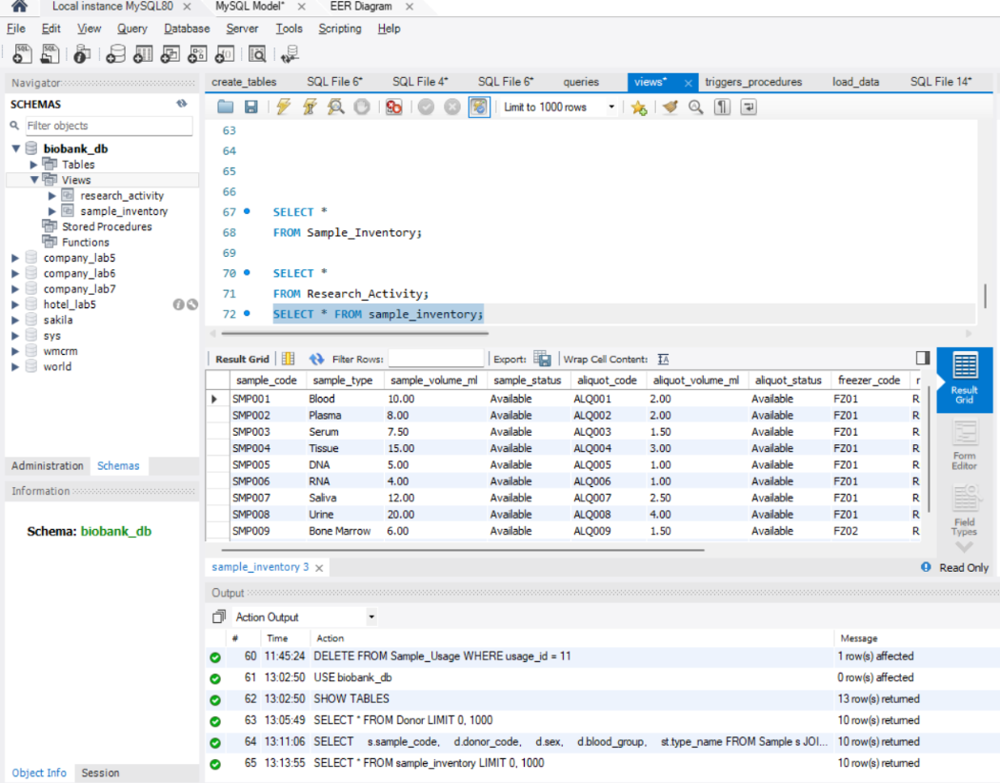 Local instance MySQL80 × MySQL Model* × EER Diagram ×
File Edit View Query Database Server Tools Scripting Help
Navigator
SCHEMAS
Filter objects
biobank_db
Tables
Views
research_activity
sample_inventory
Stored Procedures
Functions
company_lab5
company_lab6
company_lab7
hotel_lab5
sakila
sys
wmcrm
world
Administration Schemas
Information
Schema: biobank_db
Object Info Session
create_tables SQL File 6* SQL File 4* SQL File 6* queries views* × triggers_procedures load_data SQL File 14*
Limit to 1000 rows
63
64
65
66
67 SELECT *
68 FROM Sample_Inventory;
69
70 SELECT *
71 FROM Research_Activity;
72 SELECT * FROM sample_inventory;
Result Grid Filter Rows: Export: Wrap Cell Content:
sample_code sample_type sample_volume_ml sample_status aliquot_code aliquot_volume_ml aliquot_status freezer_code r
SMP001 Blood 10.00 Available ALQ001 2.00 Available FZ01 R
SMP002 Plasma 8.00 Available ALQ002 2.00 Available FZ01 R
SMP003 Serum 7.50 Available ALQ003 1.50 Available FZ01 R
SMP004 Tissue 15.00 Available ALQ004 3.00 Available FZ01 R
SMP005 DNA 5.00 Available ALQ005 1.00 Available FZ01 R
SMP006 RNA 4.00 Available ALQ006 1.00 Available FZ01 R
SMP007 Saliva 12.00 Available ALQ007 2.50 Available FZ01 R
SMP008 Urine 20.00 Available ALQ008 4.00 Available FZ01 R
SMP009 Bone Marrow 6.00 Available ALQ009 1.50 Available FZ02 R
Result
Grid
Form
Editor
Field
Types
sample_inventory 3 × Read Only
Output
Action Output
# Time Action Message
60 11:45:24 DELETE FROM Sample_Usage WHERE usage_id = 11 1 row(s) affected
61 13:02:50 USE biobank_db 0 row(s) affected
62 13:02:50 SHOW TABLES 13 row(s) returned
63 13:05:49 SELECT * FROM Donor LIMIT 0, 1000 10 row(s) returned
64 13:11:06 SELECT s.sample_code, d.donor_code, d.sex, d.blood_group, st.type_name FROM Sample s JOI... 10 row(s) returned
65 13:13:55 SELECT * FROM sample_inventory LIMIT 0, 1000 10 row(s) returned